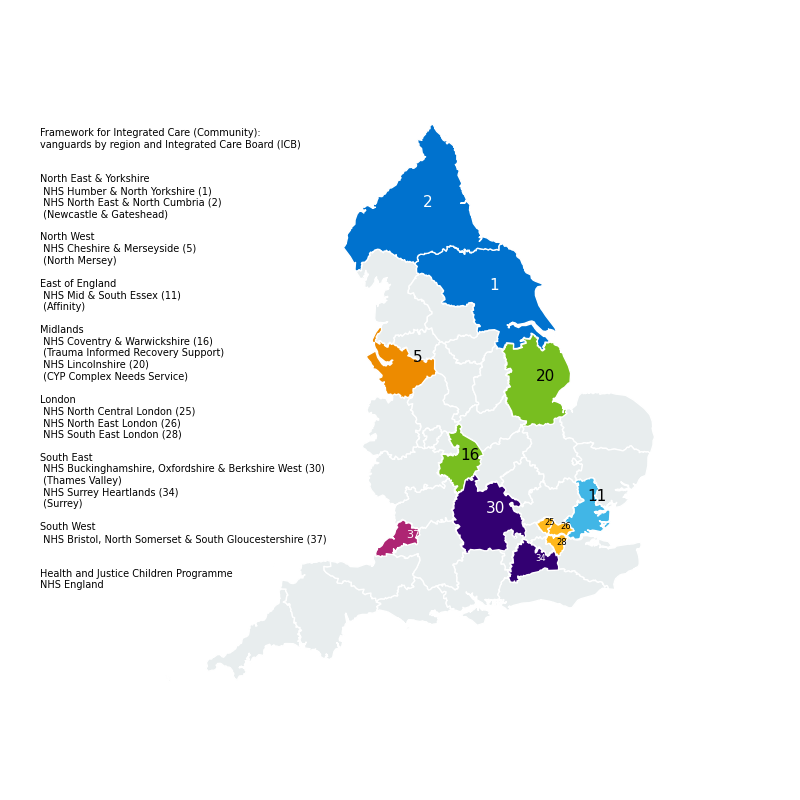 Framework for Integrated Care (Community):
vanguards by region and Integrated Care Board (ICB)
North East & Yorkshire
NHS Humber & North Yorkshire (1)
NHS North East & North Cumbria (2)
(Newcastle & Gateshead)
North West
NHS Cheshire & Merseyside (5)
(North Mersey)
East of England
NHS Mid & South Essex (11)
(Affinity)
Midlands
NHS Coventry & Warwickshire (16)
(Trauma Informed Recovery Support)
NHS Lincolnshire (20)
(CYP Complex Needs Service)
London
NHS North Central London (25)
NHS North East London (26)
NHS South East London (28)
South East
NHS Buckinghamshire, Oxfordshire & Berkshire West (30)
(Thames Valley)
NHS Surrey Heartlands (34)
(Surrey)
South West
NHS Bristol, North Somerset & South Gloucestershire (37)
Health and Justice Children Programme
NHS England
2
1
5
20
16
11
30
25
26
37
28
34